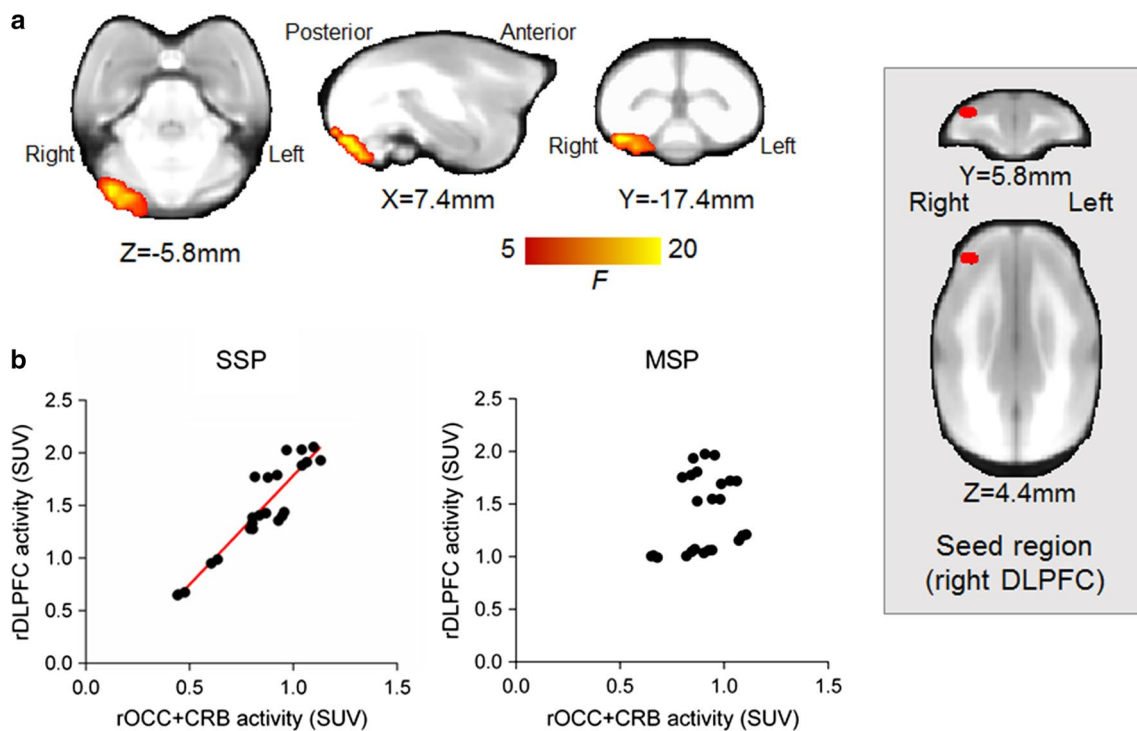 a
Posterior
Anterior
Right
Left
Right
Left
Z=-5.8mm
X=7.4mm
Y=-17.4mm
5
20
F
Y=5.8mm
Right
Left
Z=4.4mm
Seed region
(right DLPFC)
b
SSP
rDLPFC activity (SUV)
2.5
2.0
1.5
1.0
0.5
0.0
0.0
0.5
1.0
1.5
rOCC+CRB activity (SUV)
MSP
rDLPFC activity (SUV)
2.5
2.0
1.5
1.0
0.5
0.0
0.0
0.5
1.0
1.5
rOCC+CRB activity (SUV)